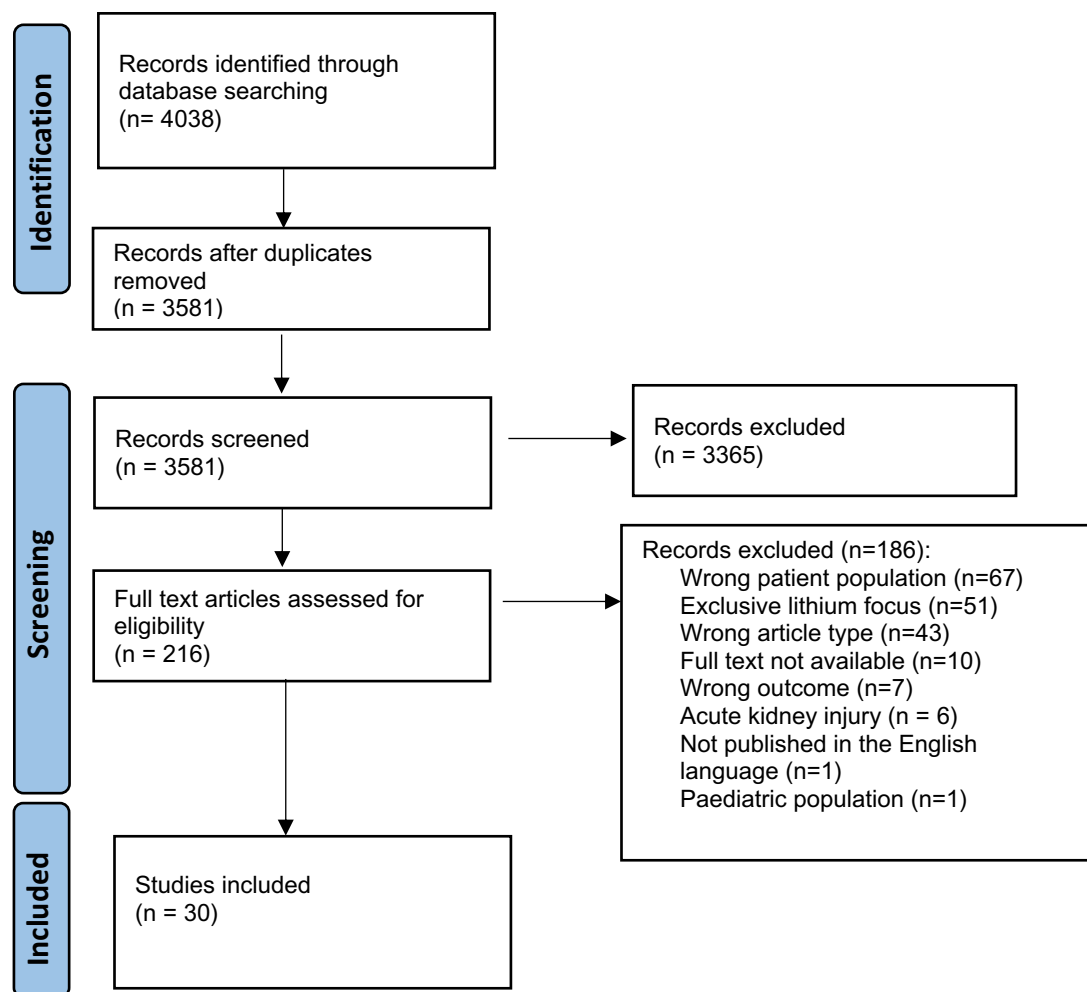 Identification
Records identified through
database searching
(n= 4038)
Records after duplicates
removed
(n = 3581)
Screening
Records screened
(n = 3581)
Records excluded
(n = 3365)
Full text articles assessed for
eligibility
(n = 216)
Records excluded (n=186):
Wrong patient population (n=67)
Exclusive lithium focus (n=51)
Wrong article type (n=43)
Full text not available (n=10)
Wrong outcome (n=7)
Acute kidney injury (n = 6)
Not published in the English
language (n=1)
Paediatric population (n=1)
Included
Studies included
(n = 30)